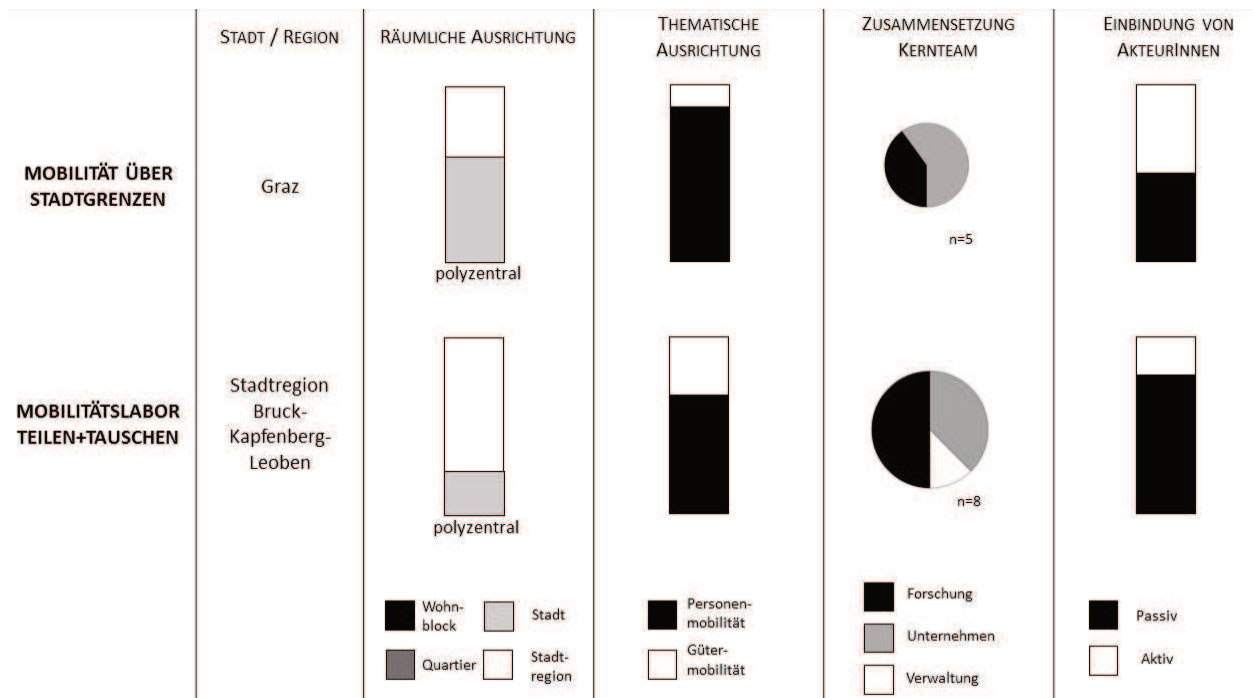 STADT / REGION
RÄUMLICHE AUSRICHTUNG
THEMATISCHE
AUSRICHTUNG
ZUSAMMENSETZUNG
KERNTEAM
EINBINDUNG VON
AKTEURINNEN
MOBILITÄT ÜBER
STADTGRENZEN
Graz
polyzentral
n=5
MOBILITÄTSLABOR
TEILEN+TAUSCHEN
Stadtregion
Bruck-
Kapfenberg-
Leoben
polyzentral
n=8
Wohn-
block
Stadt
Quartier
Stadt-
region
Personen-
mobilität
Güter-
mobilität
Forschung
Unternehmen
Verwaltung
Passiv
Aktiv